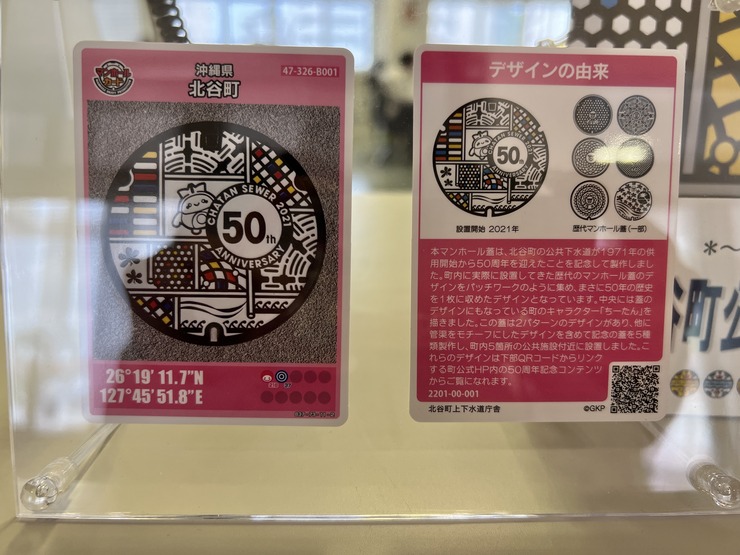 マンホール
カード
沖縄県
北谷町
47-326-B001
CHATAN SEWER 2021
50th
ANNIVERSARY
26°19'11.7"N
127°45'51.8"E
デザインの由来
50th
設置開始 2021年
歴代マンホール蓋(一部)
本マンホール蓋は、北谷町の公共下水道が1971年の供
用開始から50周年を迎えたことを記念して製作しまし
た。町内に実際に設置してきた歴代のマンホール蓋のデ
ザインをパッチワークのように集め、まさに50年の歴史
を1枚に収めたデザインとなっています。中央には蓋の
デザインにもなっている町のキャラクター「ちーたん」を
描きました。この蓋は2パターンのデザインがあり、他に
管渠をモチーフにしたデザインを含めて記念の蓋を5種
類製作し、町内5箇所の公共施設付近に設置しました。こ
れらのデザインは下部QRコードからリンク
する町公式HP内の50周年記念コンテンツ
からご覧になれます。
2201-00-001
北谷町上下水道庁舎
©GKP
*～
谷町公